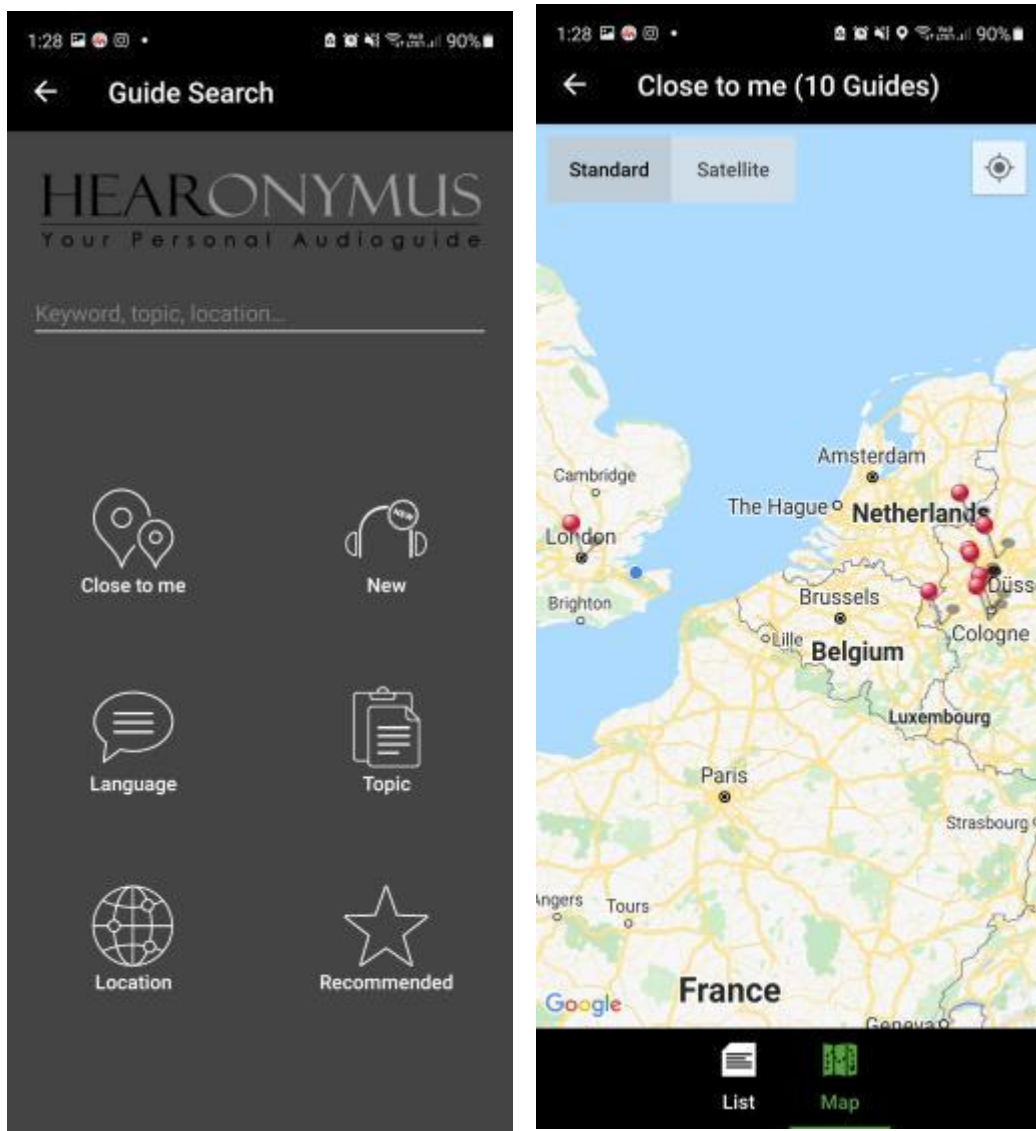 1:28
90%
Guide Search
HEARONYMUS
Your Personal Audioguide
Keyword, topic, location...
Close to me
New
NEW
Language
Topic
Location
Recommended
1:28
90%
Close to me (10 Guides)
Standard
Satellite
Amsterdam
Cambridge
The Hague
Netherlands
London
Düss
Brighton
Brussels
Lille
Belgium
Cologne
Luxembourg
Paris
Strasbourg
Angers
Tours
France
Google
Geneva
List
Map